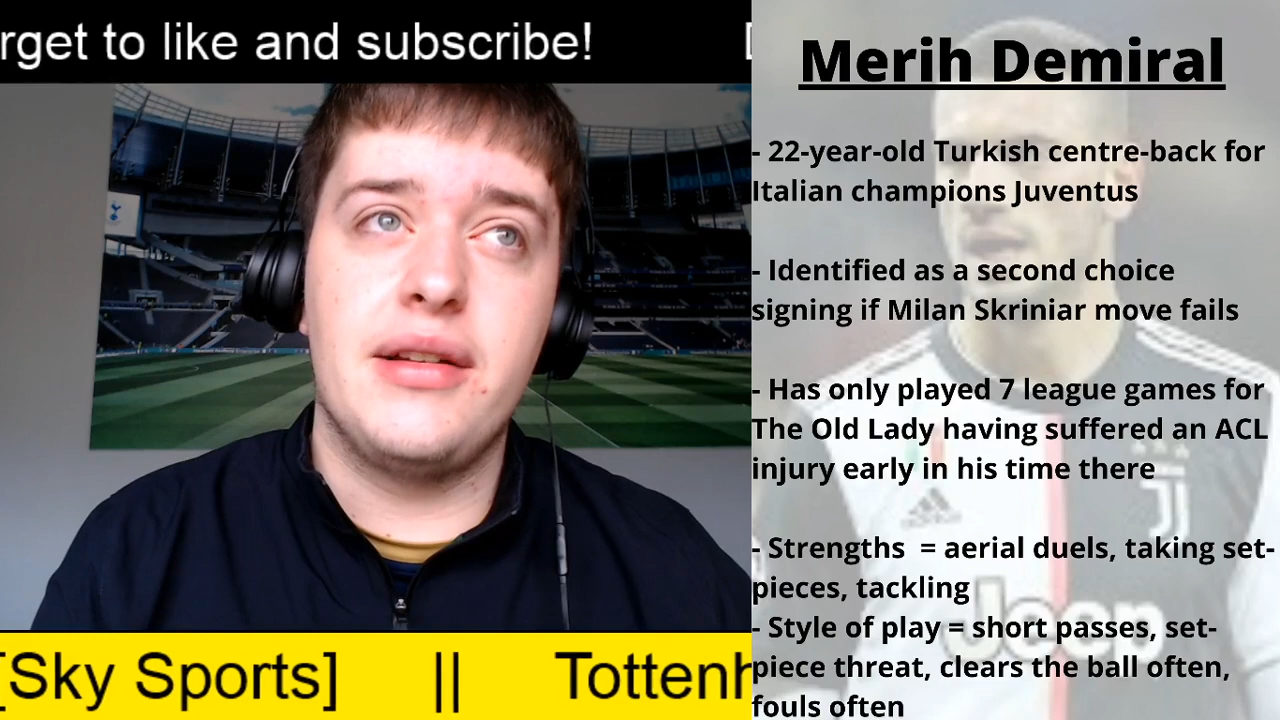 rget to like and subscribe!
Merih Demiral
- 22-year-old Turkish centre-back for
Italian champions Juventus
- Identified as a second choice
signing if Milan Skriniar move fails
- Has only played 7 league games for
The Old Lady having suffered an ACL
injury early in his time there
- Strengths = aerial duels, taking set-
pieces, tackling
- Style of play = short passes, set-
piece threat, clears the ball often,
fouls often
Jeep
[Sky Sports] || Tottenh